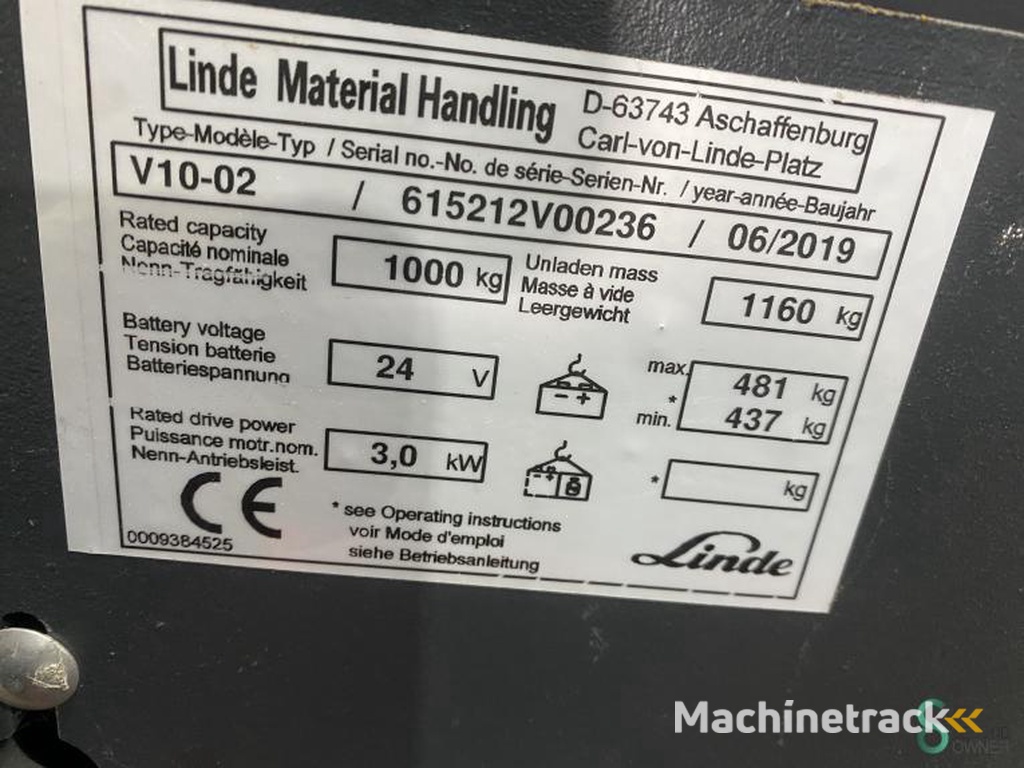 Linde Material Handling
D-63743 Aschaffenburg
Carl-von-Linde-Platz
Type-Modèle-Typ / Serial no.-No. de série-Serien-Nr. / year-année-Baujahr
V10-02 / 615212V00236 / 06/2019
Rated capacity
Capacité nominale
Nenn-Tragfähigkeit
1000 kg
Unladen mass
Masse à vide
Leergewicht
1160 kg
Battery voltage
Tension batterie
Batteriespannung
24 V
- +
max. 481 kg
*
min. 437 kg
Rated drive power
Puissance motr.nom.
Nenn-Antriebsleist.
3,0 kW
* kg
CE
0009384525
* see Operating instructions
voir Mode d'emploi
siehe Betriebsanleitung
Linde
Machinetrack
OWNER